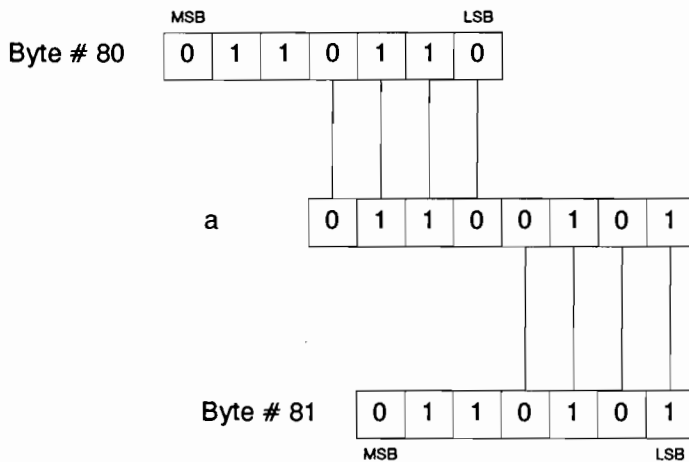 MSB LSB
Byte # 80 0 1 1 0 1 1 0
a 0 1 1 0 0 1 0 1
Byte # 81 0 1 1 0 1 0 1
MSB LSB